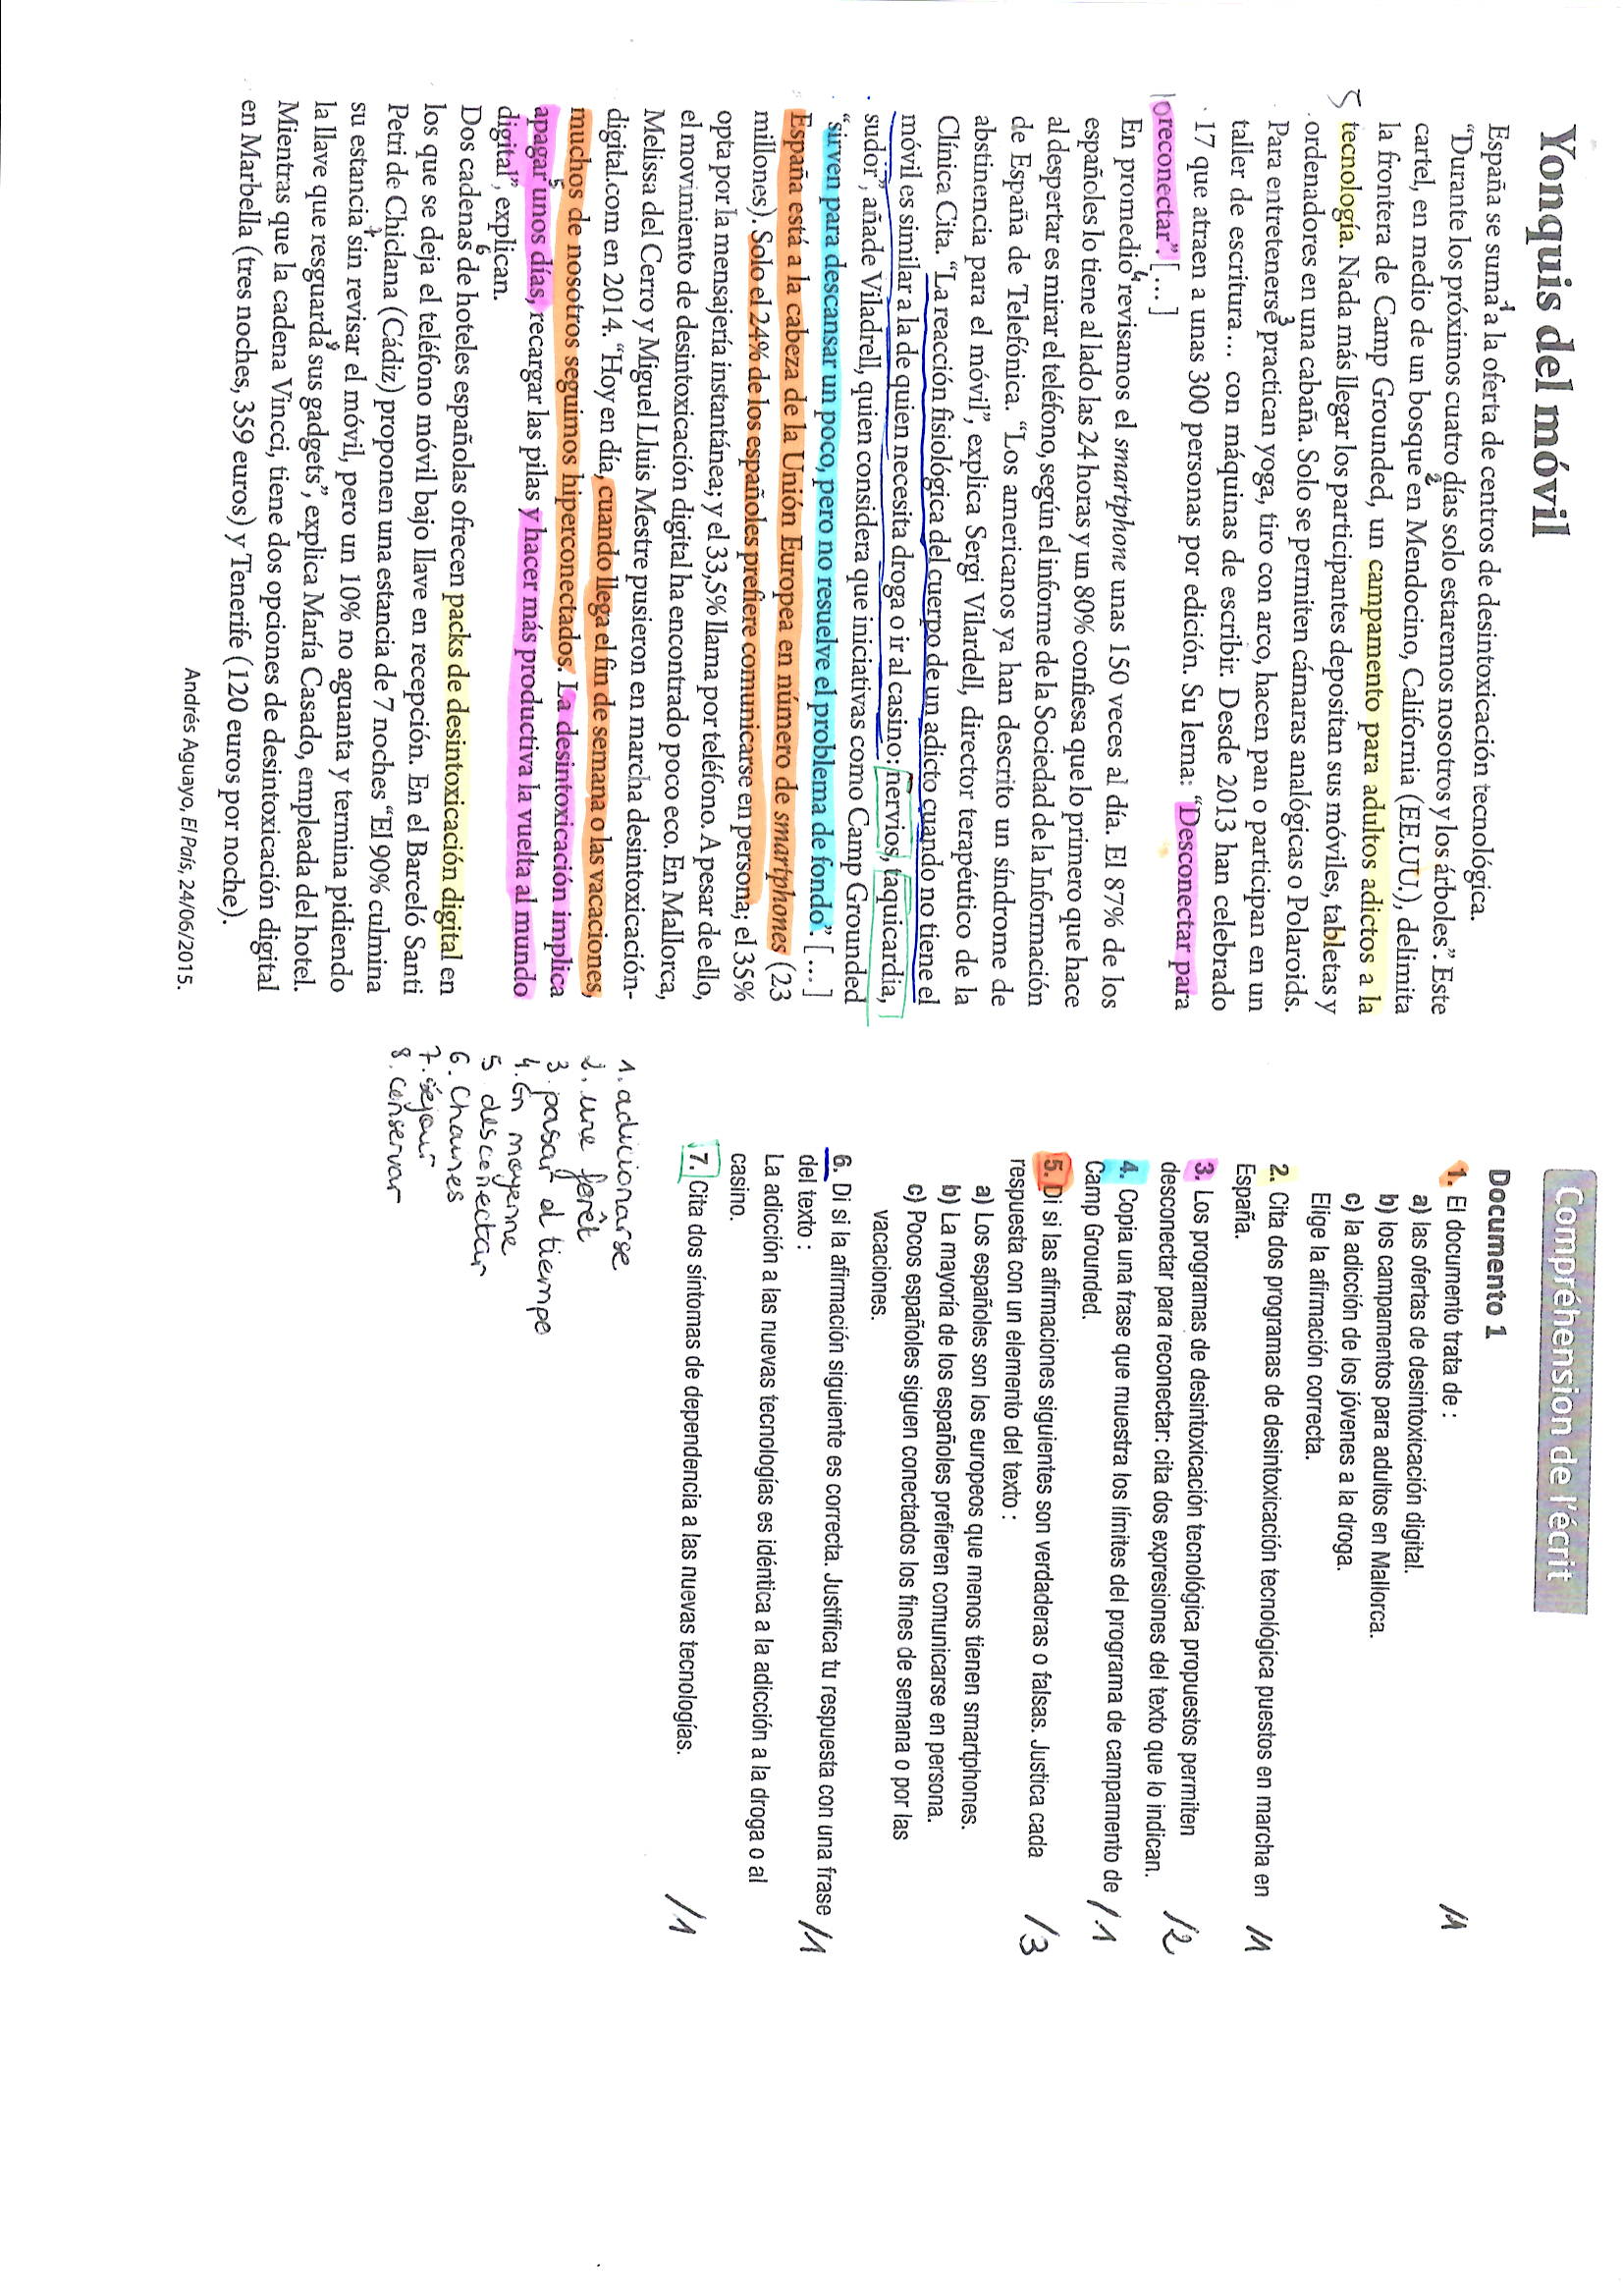 Yonquis del móvil
España se suma¹ a la oferta de centros de desintoxicación tecnológica.
“Durante los próximos cuatro días solo estaremos nosotros y los árboles”. Este
cartel, en medio de un bosque² en Mendocino, California (EE.UU.), delimita
la frontera de Camp Grounded, un campamento para adultos adictos a la
5 tecnología. Nada más llegar los participantes depositan sus móviles, tabletas y
ordenadores en una cabaña. Solo se permiten cámaras analógicas o Polaroids.
Para entretenerse³ practican yoga, tiro con arco, hacen pan o participan en un
taller de escritura… con máquinas de escribir. Desde 2013 han celebrado
17 que atraen a unas 300 personas por edición. Su lema: “Desconectar para
reconectar”. […]
En promedio⁴ revisamos el smartphone unas 150 veces al día. El 87% de los
españoles lo tiene al lado las 24 horas y un 80% confiesa que lo primero que hace
al despertar es mirar el teléfono, según el informe de la Sociedad de la Información
de España de Telefónica. “Los americanos ya han descrito un síndrome de
abstinencia para el móvil”, explica Sergi Vilardell, director terapéutico de la
Clínica Cita. “La reacción fisiológica del cuerpo de un adicto cuando no tiene el
móvil es similar a la de quien necesita droga o ir al casino: nervios, taquicardia,
sudor”, añade Viladrell, quien considera que iniciativas como Camp Grounded
“sirven para descansar un poco, pero no resuelve el problema de fondo”. […]
España está a la cabeza de la Unión Europea en número de smartphones (23
millones). Solo el 24% de los españoles prefiere comunicarse en persona; el 35%
opta por la mensajería instantánea; y el 33,5% llama por teléfono. A pesar de ello,
el movimiento de desintoxicación digital ha encontrado poco eco. En Mallorca,
Melissa del Cerro y Miguel Lluis Mestre pusieron en marcha desintoxicación-
digital.com en 2014. “Hoy en día, cuando llega el fin de semana o las vacaciones,
muchos de nosotros seguimos hiperconectados. La desintoxicación implica
apagar⁵ unos días, recargar las pilas y hacer más productiva la vuelta al mundo
digital”, explican.
Dos cadenas⁶ de hoteles españolas ofrecen packs de desintoxicación digital en
los que se deja el teléfono móvil bajo llave en recepción. En el Barceló Santi
Petri de Chiclana (Cádiz) proponen una estancia de 7 noches “El 90% culmina
su estancia⁷ sin revisar el móvil, pero un 10% no aguanta y termina pidiendo
la llave que resguarda⁸ sus gadgets”, explica María Casado, empleada del hotel.
Mientras que la cadena Vincci, tiene dos opciones de desintoxicación digital
en Marbella (tres noches, 359 euros) y Tenerife (120 euros por noche).
Andrés Aguayo, El País, 24/06/2015.
1. adicionarse
2. une forêt
3. pasar el tiempo
4. En moyenne
5 desconectar
6. Chaines
7. séjour
8. conservar
Compréhension de l'écrit
Documento 1
1. El documento trata de :
a) las ofertas de desintoxicación digital.
b) los campamentos para adultos en Mallorca.
c) la adicción de los jóvenes a la droga.
Elige la afirmación correcta.
/1
2. Cita dos programas de desintoxicación tecnológica puestos en marcha en
España.
/1
3. Los programas de desintoxicación tecnológica propuestos permiten
desconectar para reconectar: cita dos expresiones del texto que lo indican.
/2
4. Copia una frase que muestra los límites del programa de campamento de
Camp Grounded.
/1
5. Di si las afirmaciones siguientes son verdaderas o falsas. Justica cada
respuesta con un elemento del texto :
/3
a) Los españoles son los europeos que menos tienen smartphones.
b) La mayoría de los españoles prefieren comunicarse en persona.
c) Pocos españoles siguen conectados los fines de semana o por las
vacaciones.
6. Di si la afirmación siguiente es correcta. Justifica tu respuesta con una frase
del texto :
/1
La adicción a las nuevas tecnologías es idéntica a la adicción a la droga o al
casino.
7. Cita dos síntomas de dependencia a las nuevas tecnologías.
/1